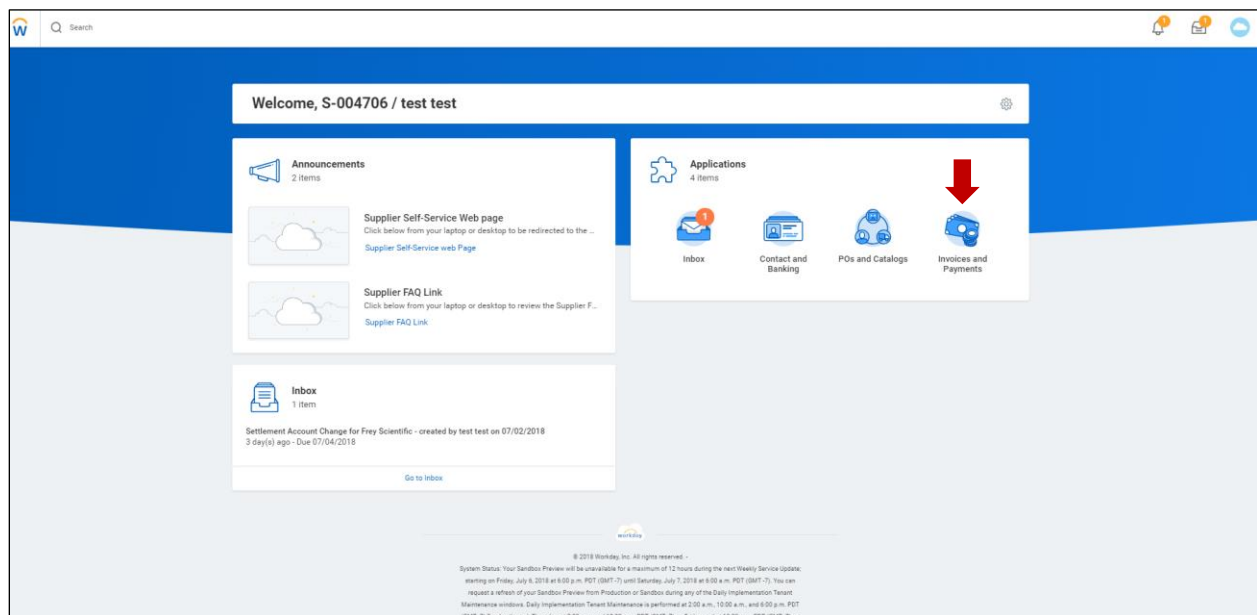 W
Search
1
1
Welcome, S-004706 / test test
Announcements
2 items
Supplier Self-Service Web page
Click below from your laptop or desktop to be redirected to the ...
Supplier Self-Service web Page
Supplier FAQ Link
Click below from your laptop or desktop to review the Supplier F...
Supplier FAQ Link
Applications
4 items
1
Inbox
Contact and
Banking
POs and Catalogs
Invoices and
Payments
Inbox
1 item
Settlement Account Change for Frey Scientific - created by test test on 07/02/2018
3 day(s) ago - Due 07/04/2018
Go to Inbox
workday
© 2018 Workday, Inc. All rights reserved. -
System Status: Your Sandbox Preview will be unavailable for a maximum of 12 hours during the next Weekly Service Update;
starting on Friday, July 6, 2018 at 6:00 p.m. PDT (GMT -7) until Saturday, July 7, 2018 at 6:00 a.m. PDT (GMT -7). You can
request a refresh of your Sandbox Preview from Production or Sandbox during any of the Daily Implementation Tenant
Maintenance windows. Daily Implementation Tenant Maintenance is performed at 2:00 a.m., 10:00 a.m., and 6:00 p.m. PDT